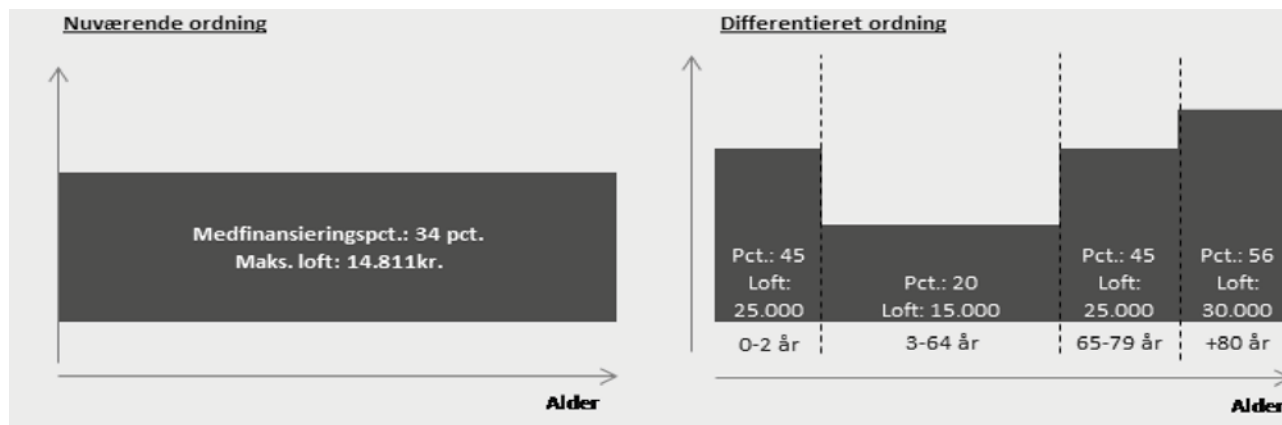 Nuværende ordning
Medfinansieringspct.: 34 pct.
Maks. loft: 14.811kr.
Alder
Differentieret ordning
Pct.: 45
Loft:
25.000
0-2 år
Pct.: 20
Loft: 15.000
3-64 år
Pct.: 45
Loft:
25.000
65-79 år
Pct.: 56
Loft:
30.000
+80 år
Alder